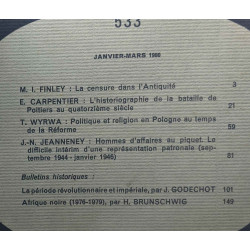 533
JANVIER-MARS 1980
M. I. FINLEY : La censure dans l'Antiquité 3
E. CARPENTIER : L'historiographie de la bataille de
Poitiers au quatorzième siècle 21
T. WYRWA : Politique et religion en Pologne au temps
de la Réforme 59
J.-N. JEANNENEY : Hommes d'affaires au piquet. Le
difficile intérim d'une représentation patronale (sep-
tembre 1944 - janvier 1946) 81
Bulletins historiques :
La période révolutionnaire et impériale, par J. GODECHOT 101
Afrique noire (1976-1979), par H. BRUNSCHWIG 149